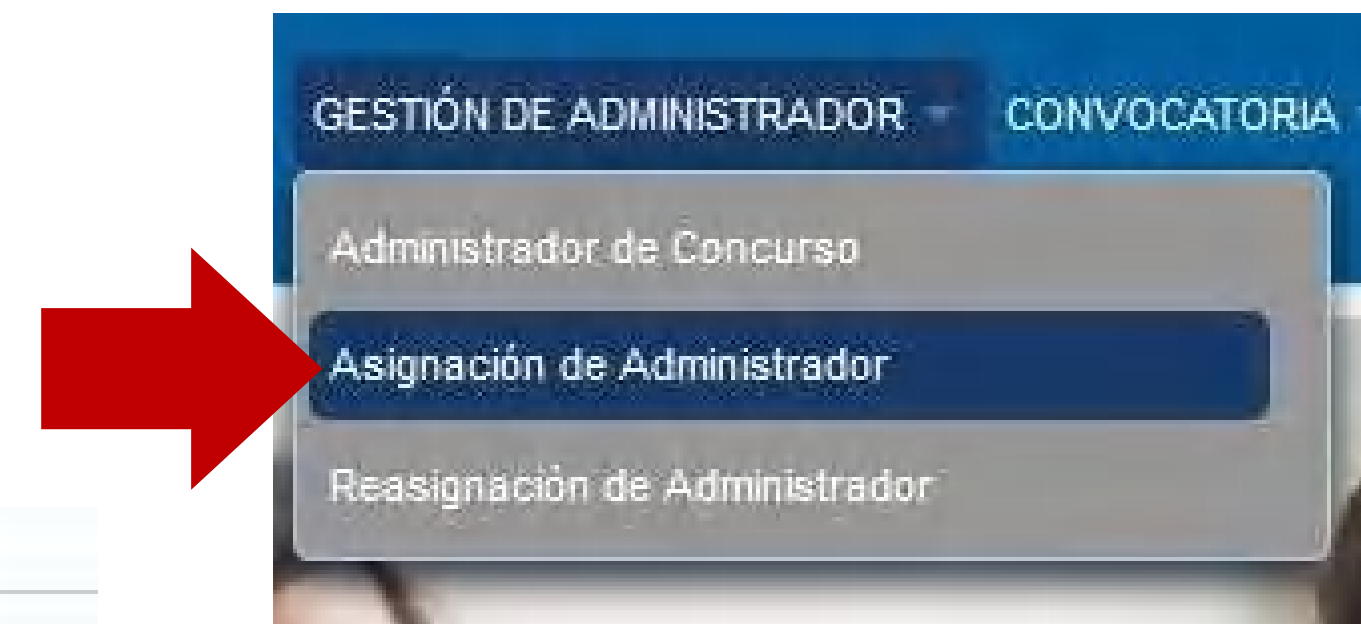 GESTIÓN DE ADMINISTRADOR CONVOCATORIA
Administrador de Concurso
Asignación de Administrador
Reasignación de Administrador